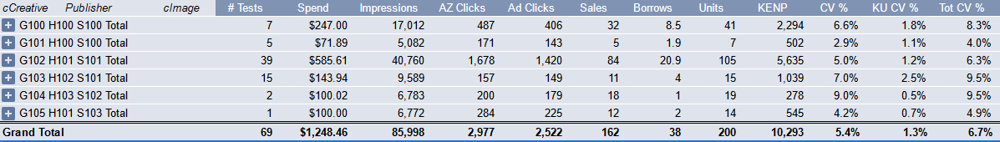 cCreative Publisher cImage # Tests Spend Impressions AZ Clicks Ad Clicks Sales Borrows Units KENP CV % KU CV % Tot CV %
+ G100 H100 S100 Total 7 $247.00 17,012 487 406 32 8.5 41 2,294 6.6% 1.8% 8.3%
+ G101 H100 S101 Total 5 $71.89 5,082 171 143 5 1.9 7 502 2.9% 1.1% 4.0%
+ G102 H101 S101 Total 39 $585.61 40,760 1,678 1,420 84 20.9 105 5,635 5.0% 1.2% 6.3%
+ G103 H102 S101 Total 15 $143.94 9,589 157 149 11 4 15 1,039 7.0% 2.5% 9.5%
+ G104 H103 S102 Total 2 $100.02 6,783 200 179 18 1 19 278 9.0% 0.5% 9.5%
+ G105 H101 S103 Total 1 $100.00 6,772 284 225 12 2 14 545 4.2% 0.7% 4.9%
Grand Total 69 $1,248.46 85,998 2,977 2,522 162 38 200 10,293 5.4% 1.3% 6.7%